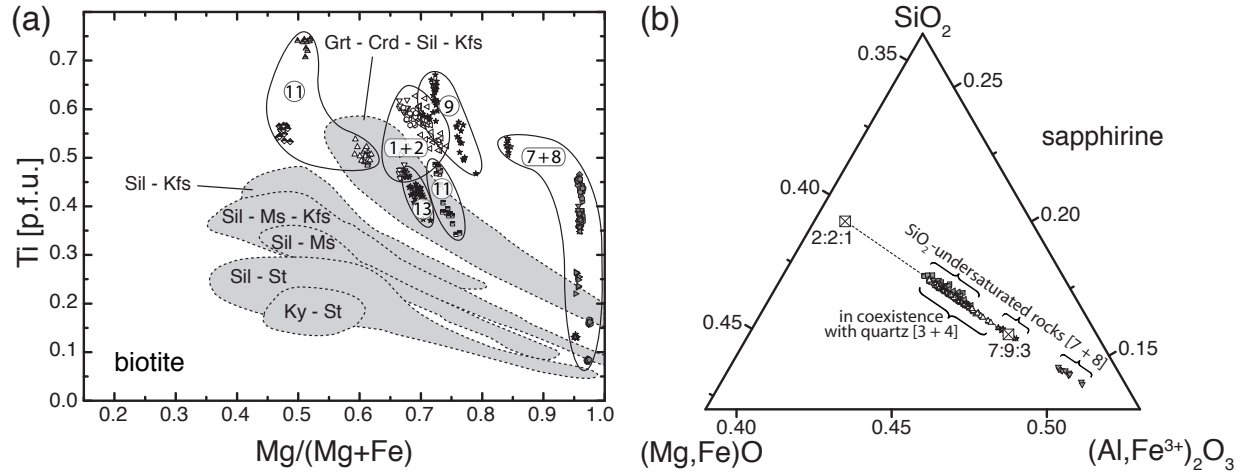 (a)
Grt - Crd - Sil - Kfs
11
9
1+2
7+8
Sil - Kfs
11
13
Sil - Ms - Kfs
Sil - Ms
Sil - St
Ky - St
biotite
Ti [p.f.u.]
0.7
0.6
0.5
0.4
0.3
0.2
0.1
0.0
0.2 0.3 0.4 0.5 0.6 0.7 0.8 0.9 1.0
Mg/(Mg+Fe)
(b)
SiO2
0.35
0.25
sapphirine
0.40
0.20
2:2:1
SiO2-undersaturated rocks [7+8]
in coexistence
with quartz [3+4]
0.45
7:9:3
0.15
0.40 0.45 0.50
(Mg,Fe)O
(Al,Fe3+)2O3